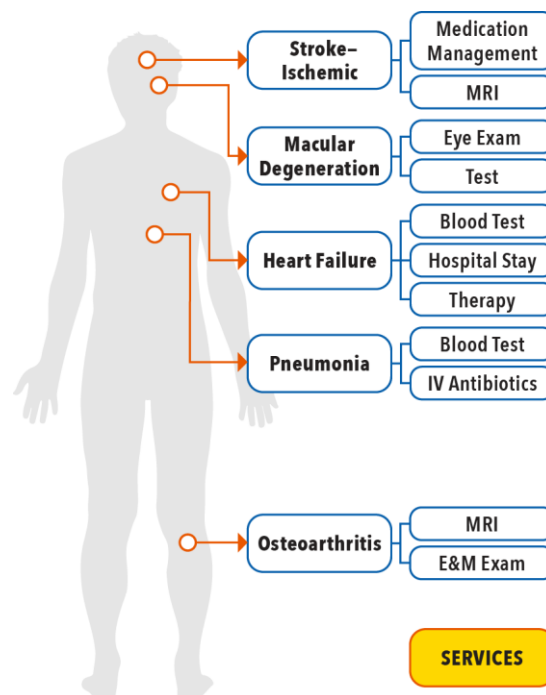 Stroke–
Ischemic
Medication
Management
MRI
Macular
Degeneration
Eye Exam
Test
Heart Failure
Blood Test
Hospital Stay
Therapy
Pneumonia
Blood Test
IV Antibiotics
Osteoarthritis
MRI
E&M Exam
SERVICES